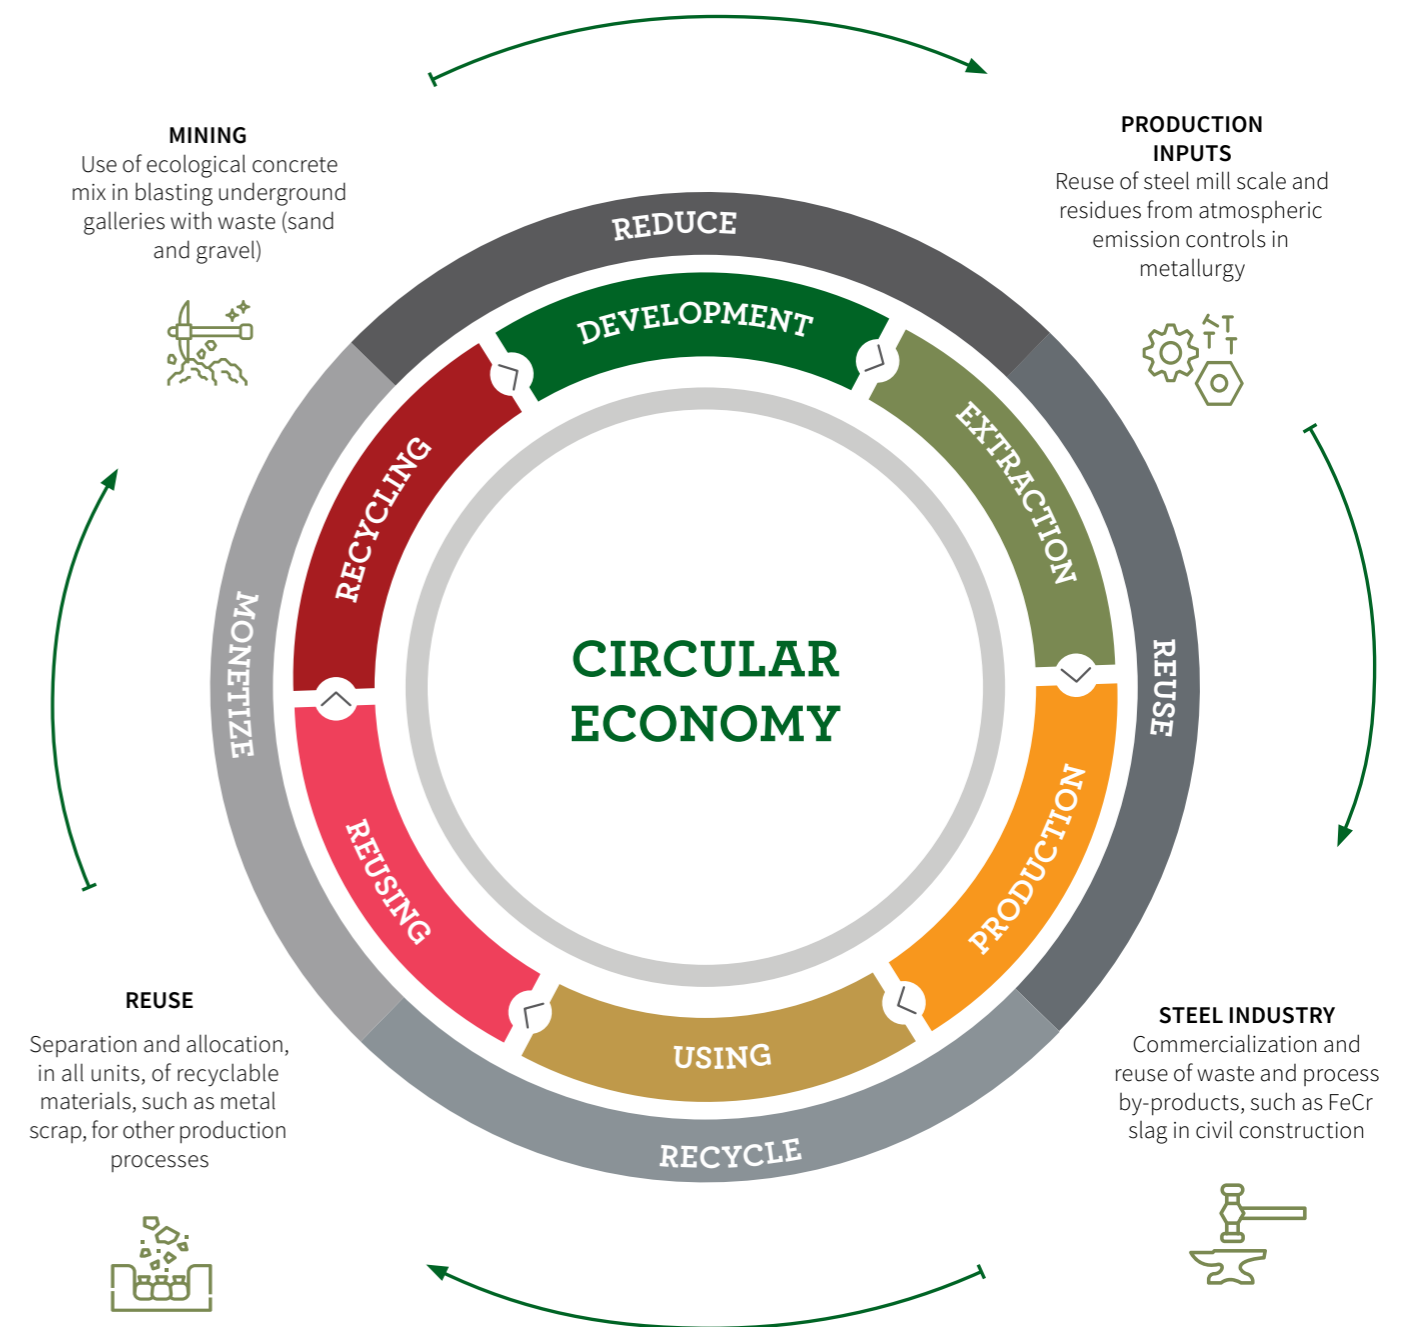 MINING
Use of ecological concrete
mix in blasting underground
galleries with waste (sand
and gravel)
PRODUCTION
INPUTS
Reuse of steel mill scale and
residues from atmospheric
emission controls in
metallurgy
REDUCE
DEVELOPMENT
EXTRACTION
RECYCLING
MONETIZE
REUSE
CIRCULAR
ECONOMY
PRODUCTION
REUSING
USING
RECYCLE
REUSE
Separation and allocation,
in all units, of recyclable
materials, such as metal
scrap, for other production
processes
STEEL INDUSTRY
Commercialization and
reuse of waste and process
by-products, such as FeCr
slag in civil construction